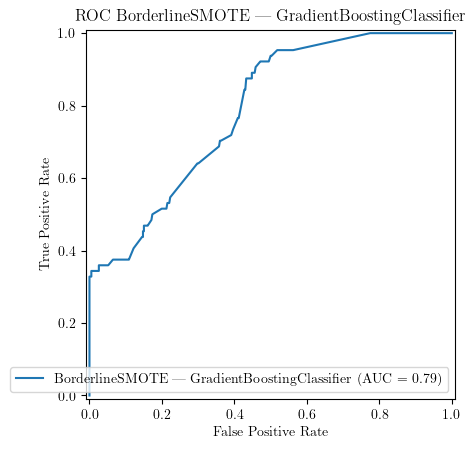 ROC BorderlineSMOTE — GradientBoostingClassifier
1.0
0.8
0.6
0.4
0.2
0.0
True Positive Rate
BorderlineSMOTE — GradientBoostingClassifier (AUC = 0.79)
0.0 0.2 0.4 0.6 0.8 1.0
False Positive Rate